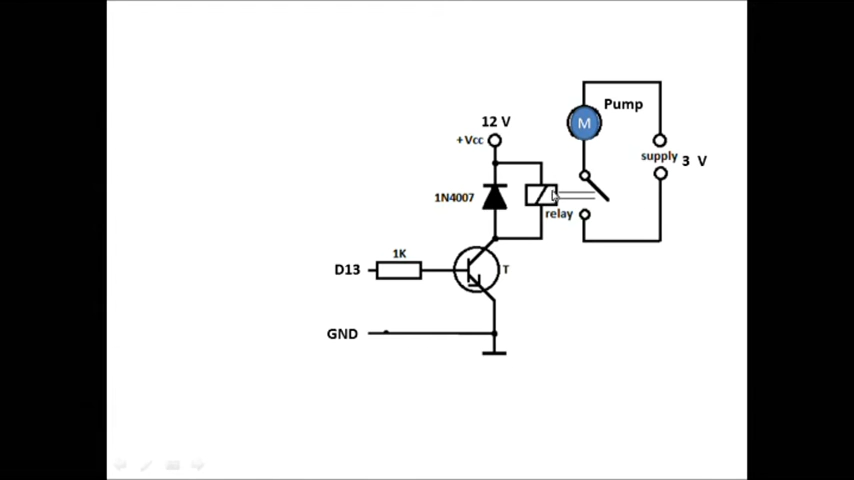 Pump
M
12 V
+Vcc
supply 3 V
1N4007
relay
1K
D13
T
GND